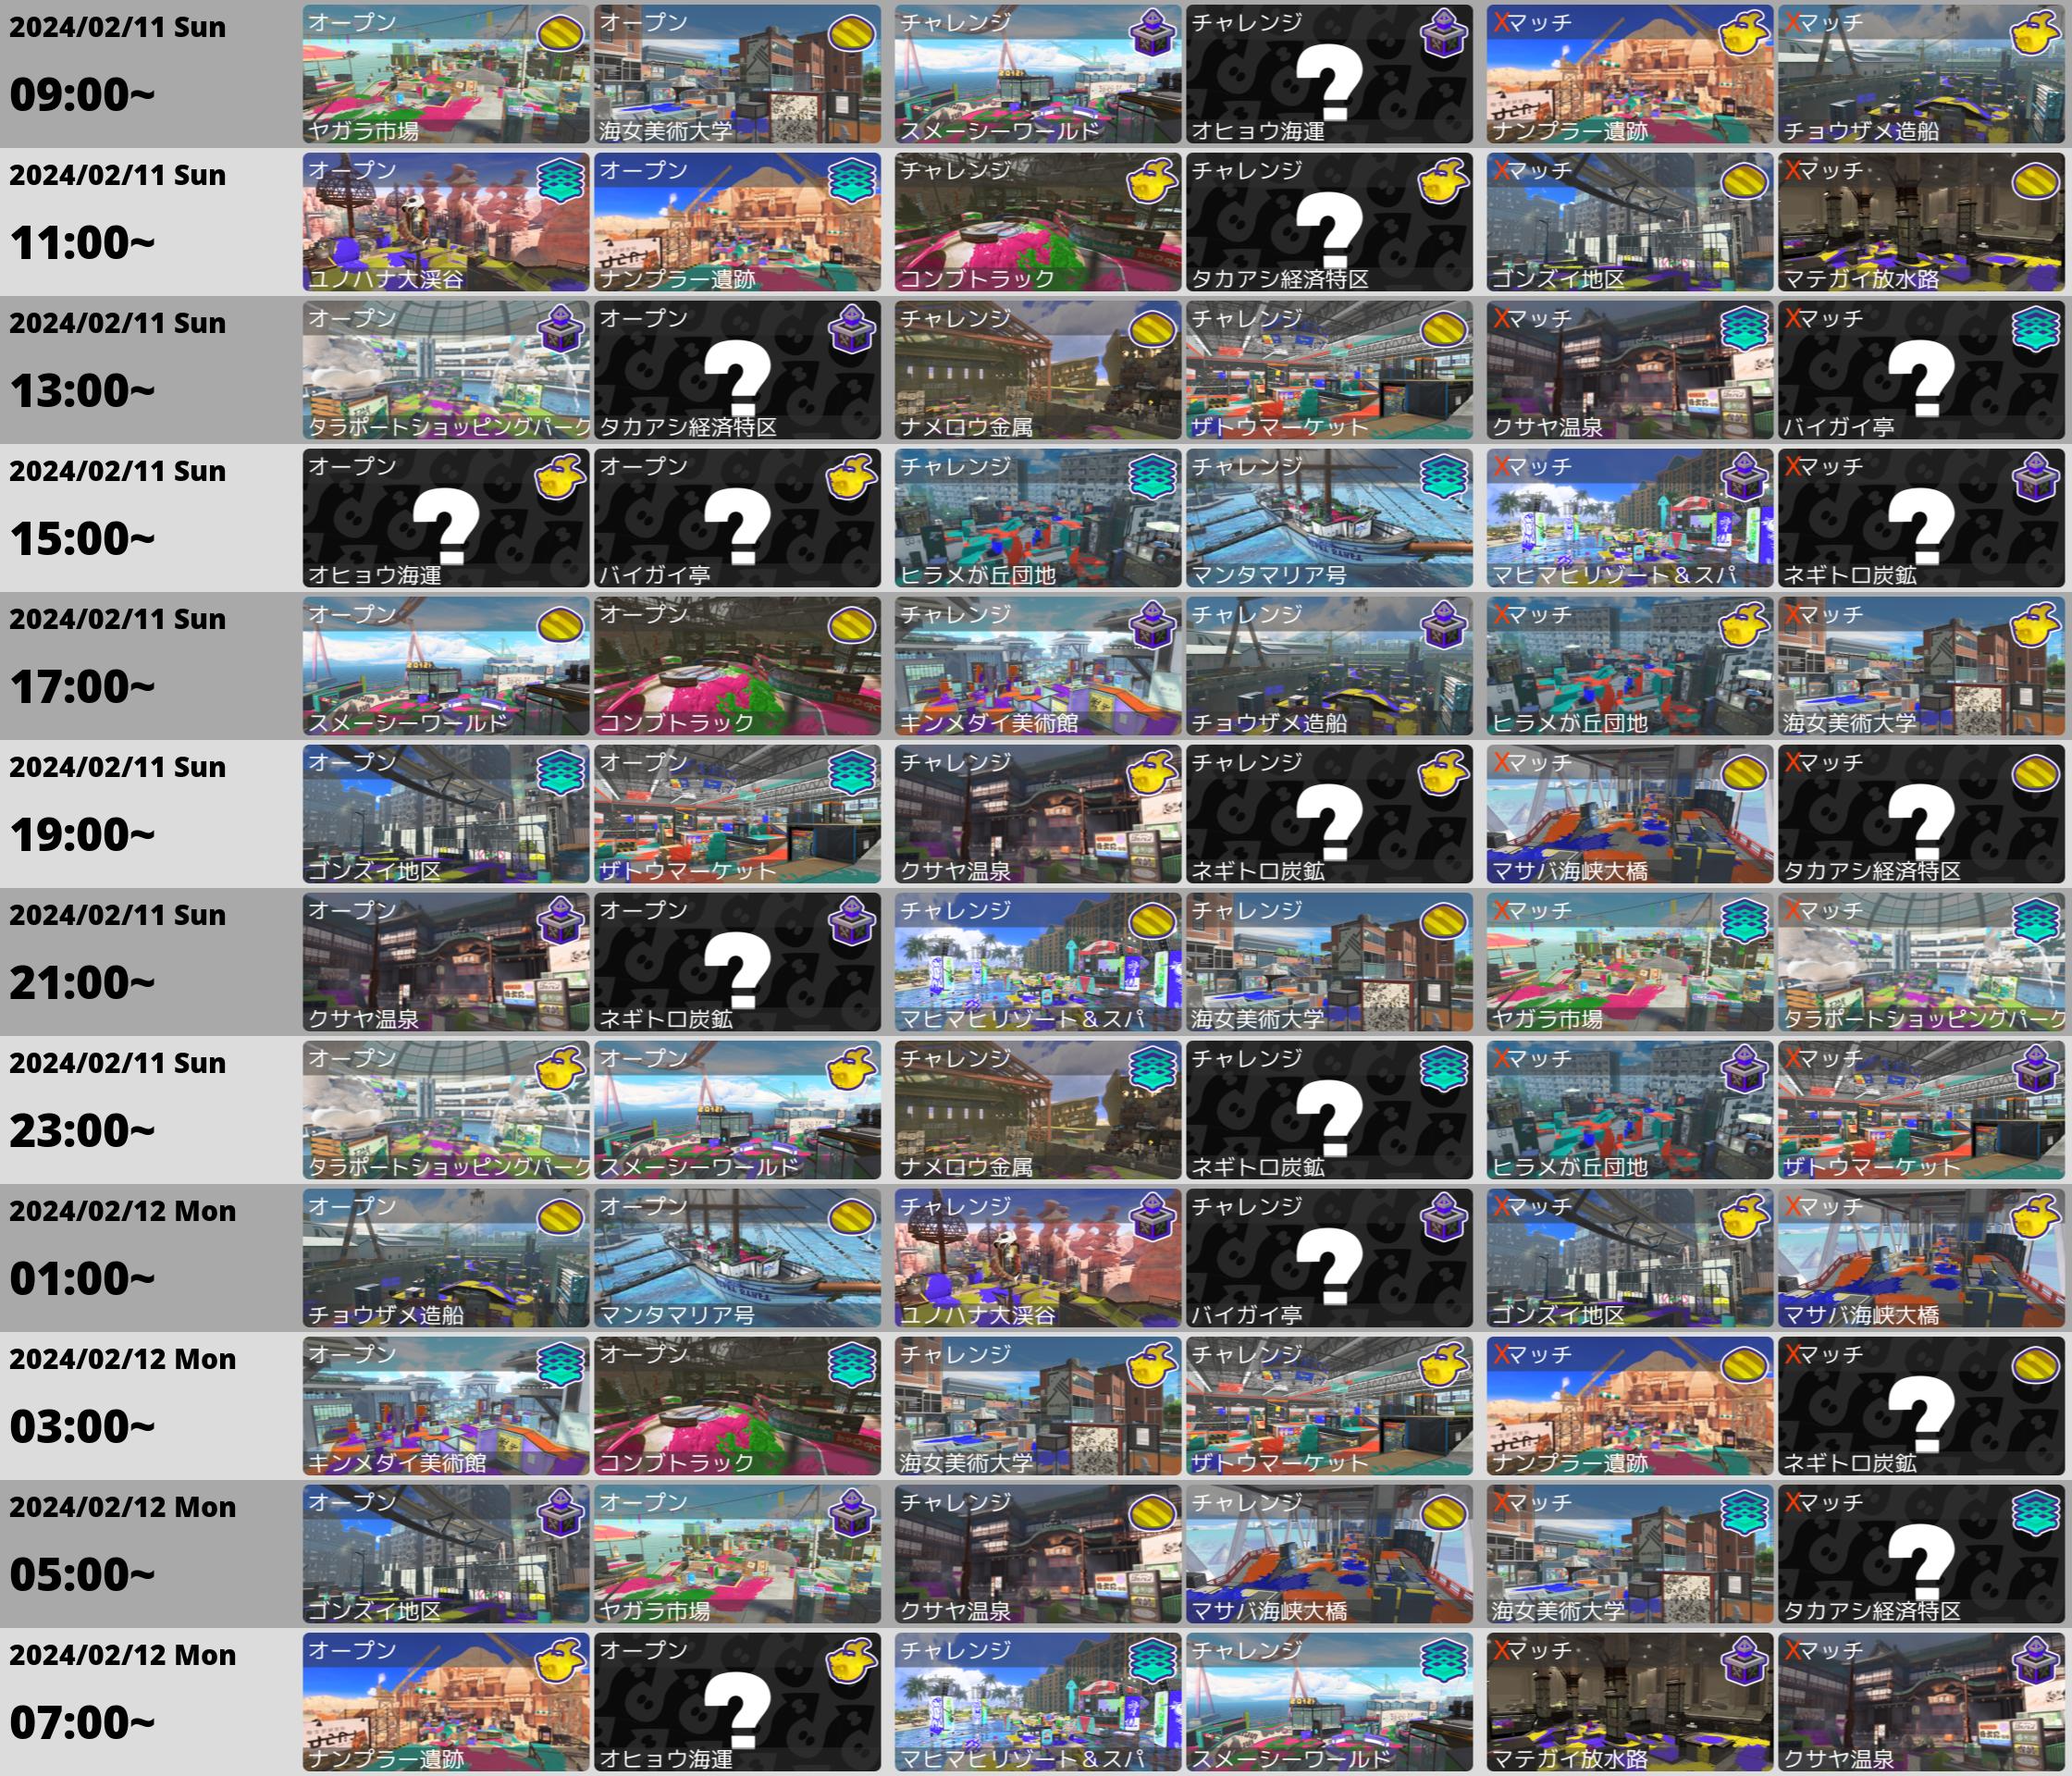 2024/02/11 Sun
09:00~
オープン オープン チャレンジ チャレンジ Xマッチ Xマッチ
ヤガラ市場 海女美術大学 スメーシーワールド オヒョウ海運 ナンプラー遺跡 チョウザメ造船
2024/02/11 Sun
11:00~
オープン オープン チャレンジ チャレンジ Xマッチ Xマッチ
ユノハナ大渓谷 ナンプラー遺跡 コンブトラック タカアシ経済特区 ゴンズイ地区 マテガイ放水路
2024/02/11 Sun
13:00~
オープン オープン チャレンジ チャレンジ Xマッチ Xマッチ
タラポートショッピングパーク タカアシ経済特区 ナメロウ金属 ザトウマーケット クサヤ温泉 バイガイ亭
2024/02/11 Sun
15:00~
オープン オープン チャレンジ チャレンジ Xマッチ Xマッチ
オヒョウ海運 バイガイ亭 ヒラメが丘団地 マンタマリア号 マヒマヒリゾート＆スパ ネギトロ炭鉱
2024/02/11 Sun
17:00~
オープン オープン チャレンジ チャレンジ Xマッチ Xマッチ
スメーシーワールド コンブトラック キンメダイ美術館 チョウザメ造船 ヒラメが丘団地 海女美術大学
2024/02/11 Sun
19:00~
オープン オープン チャレンジ チャレンジ Xマッチ Xマッチ
ゴンズイ地区 ザトウマーケット クサヤ温泉 ネギトロ炭鉱 マサバ海峡大橋 タカアシ経済特区
2024/02/11 Sun
21:00~
オープン オープン チャレンジ チャレンジ Xマッチ Xマッチ
クサヤ温泉 ネギトロ炭鉱 マヒマヒリゾート＆スパ 海女美術大学 ヤガラ市場 タラポートショッピングパーク
2024/02/11 Sun
23:00~
オープン オープン チャレンジ チャレンジ Xマッチ Xマッチ
タラポートショッピングパーク スメーシーワールド ナメロウ金属 ネギトロ炭鉱 ヒラメが丘団地 ザトウマーケット
2024/02/12 Mon
01:00~
オープン オープン チャレンジ チャレンジ Xマッチ Xマッチ
チョウザメ造船 マンタマリア号 ユノハナ大渓谷 バイガイ亭 ゴンズイ地区 マサバ海峡大橋
2024/02/12 Mon
03:00~
オープン オープン チャレンジ チャレンジ Xマッチ Xマッチ
キンメダイ美術館 コンブトラック 海女美術大学 ザトウマーケット ナンプラー遺跡 ネギトロ炭鉱
2024/02/12 Mon
05:00~
オープン オープン チャレンジ チャレンジ Xマッチ Xマッチ
ゴンズイ地区 ヤガラ市場 クサヤ温泉 マサバ海峡大橋 海女美術大学 タカアシ経済特区
2024/02/12 Mon
07:00~
オープン オープン チャレンジ チャレンジ Xマッチ Xマッチ
ナンプラー遺跡 オヒョウ海運 マヒマヒリゾート＆スパ スメーシーワールド マテガイ放水路 クサヤ温泉